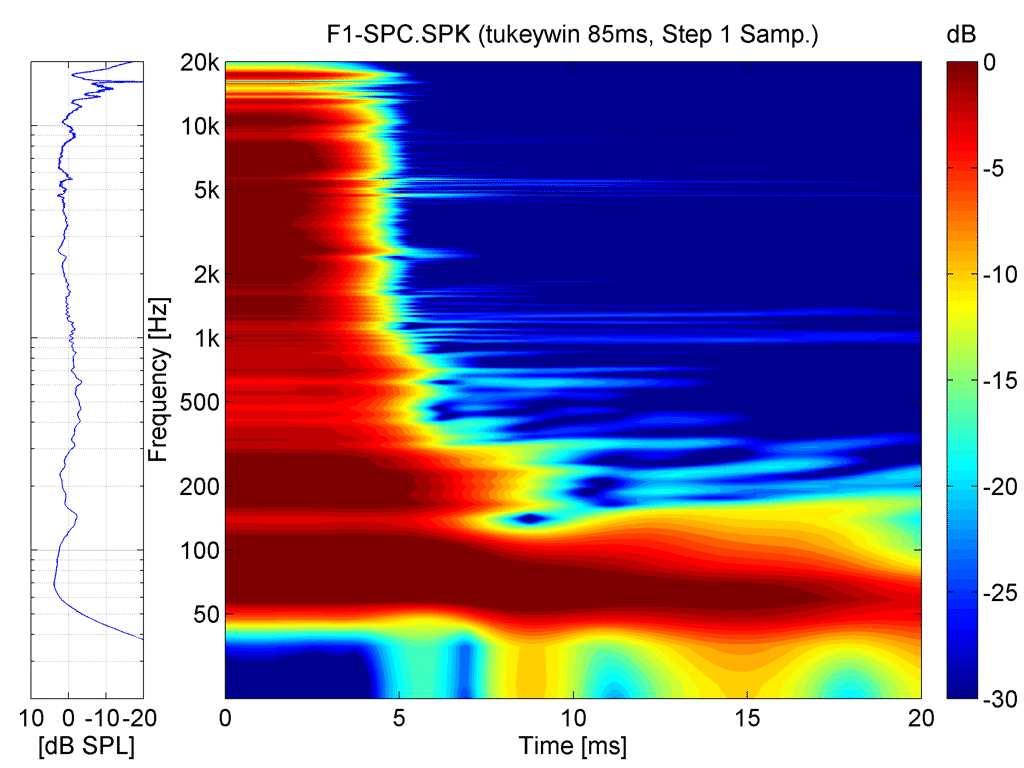 F1-SPC.SPK (tukeywin 85ms, Step 1 Samp.)
dB
20k
10k
5k
2k
1k
500
200
100
50
Frequency [Hz]
0
-5
-10
-15
-20
-25
-30
10 0 -10 -20
[dB SPL]
0 5 10 15 20
Time [ms]